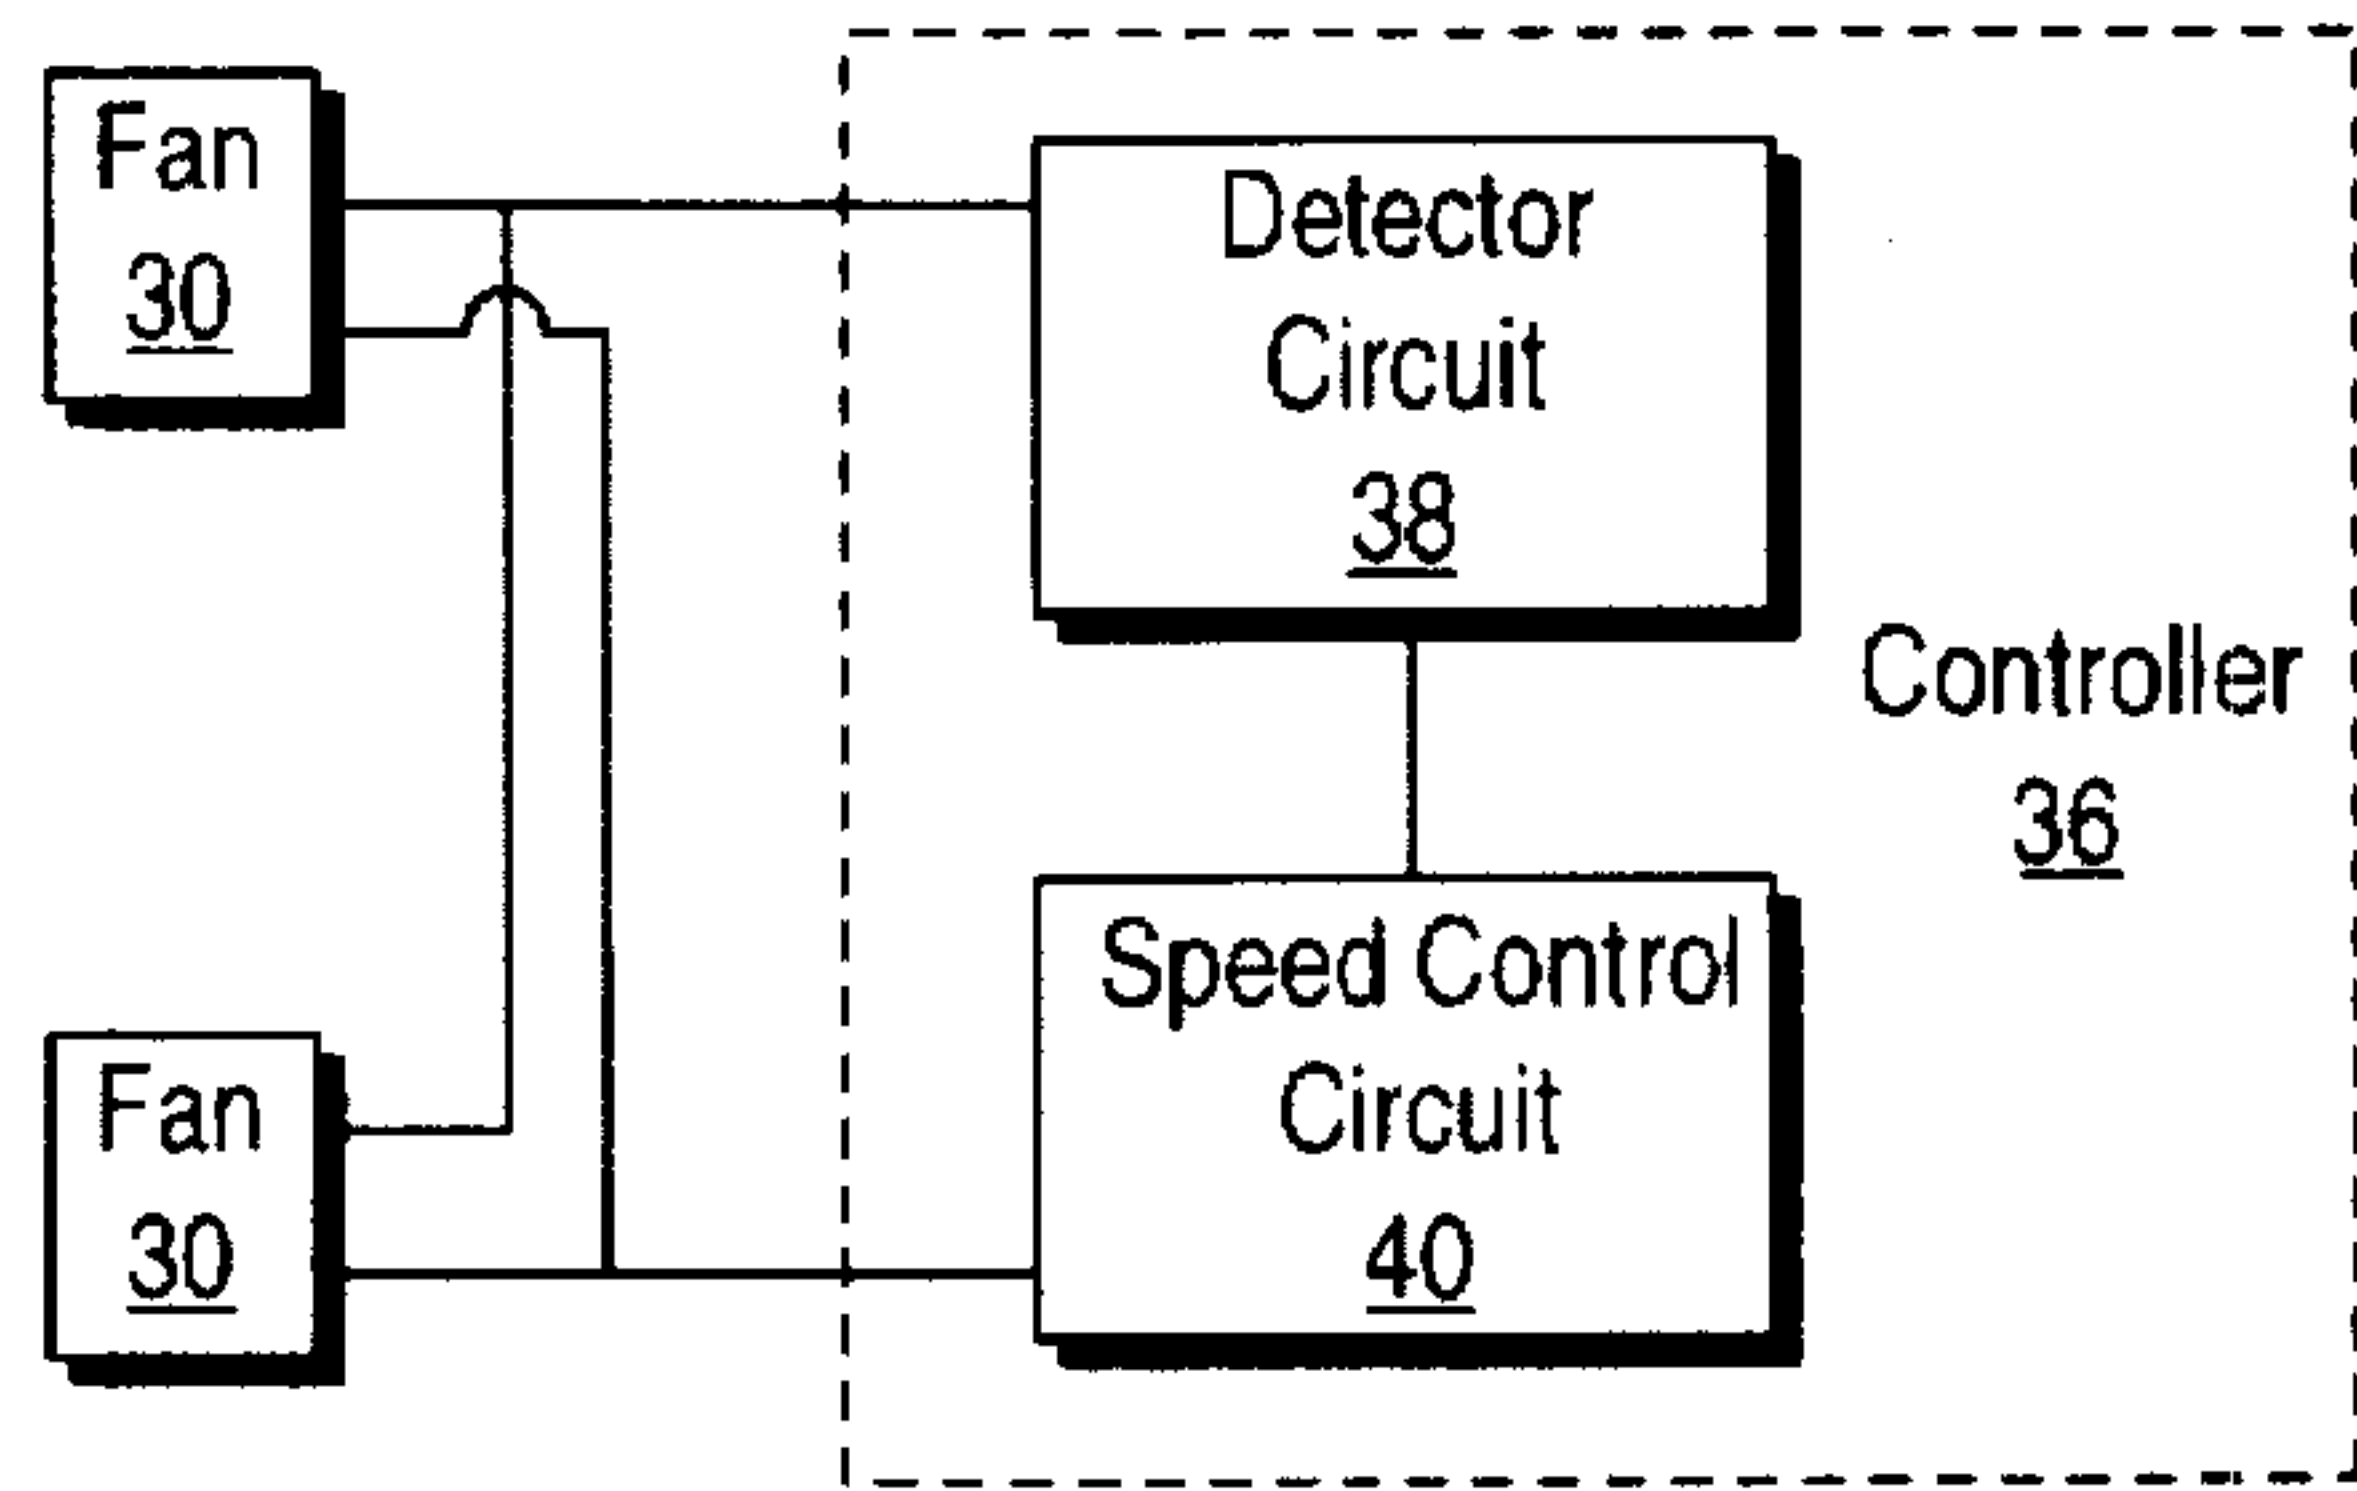 Fan
30
Detector
Circuit
38
Controller
36
Fan
30
Speed Control
Circuit
40